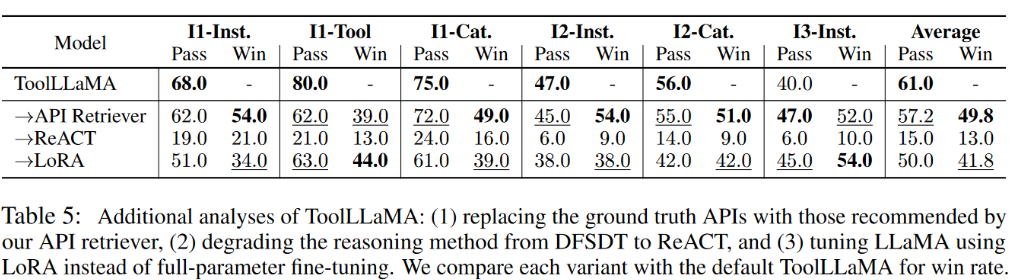 Model I1-Inst. I1-Tool I1-Cat. I2-Inst. I2-Cat. I3-Inst. Average
Pass Win Pass Win Pass Win Pass Win Pass Win Pass Win Pass Win
ToolLLaMA 68.0 - 80.0 - 75.0 - 47.0 - 56.0 - 40.0 - 61.0 -
→API Retriever 62.0 54.0 62.0 39.0 72.0 49.0 45.0 54.0 55.0 51.0 47.0 52.0 57.2 49.8
→ReACT 19.0 21.0 21.0 13.0 24.0 16.0 6.0 9.0 14.0 9.0 6.0 10.0 15.0 13.0
→LoRA 51.0 34.0 63.0 44.0 61.0 39.0 38.0 38.0 42.0 42.0 45.0 54.0 50.0 41.8
Table 5: Additional analyses of ToolLLaMA: (1) replacing the ground truth APIs with those recommended by
our API retriever, (2) degrading the reasoning method from DFSDT to ReACT, and (3) tuning LLaMA using
LoRA instead of full-parameter fine-tuning. We compare each variant with the default ToolLLaMA for win rate.